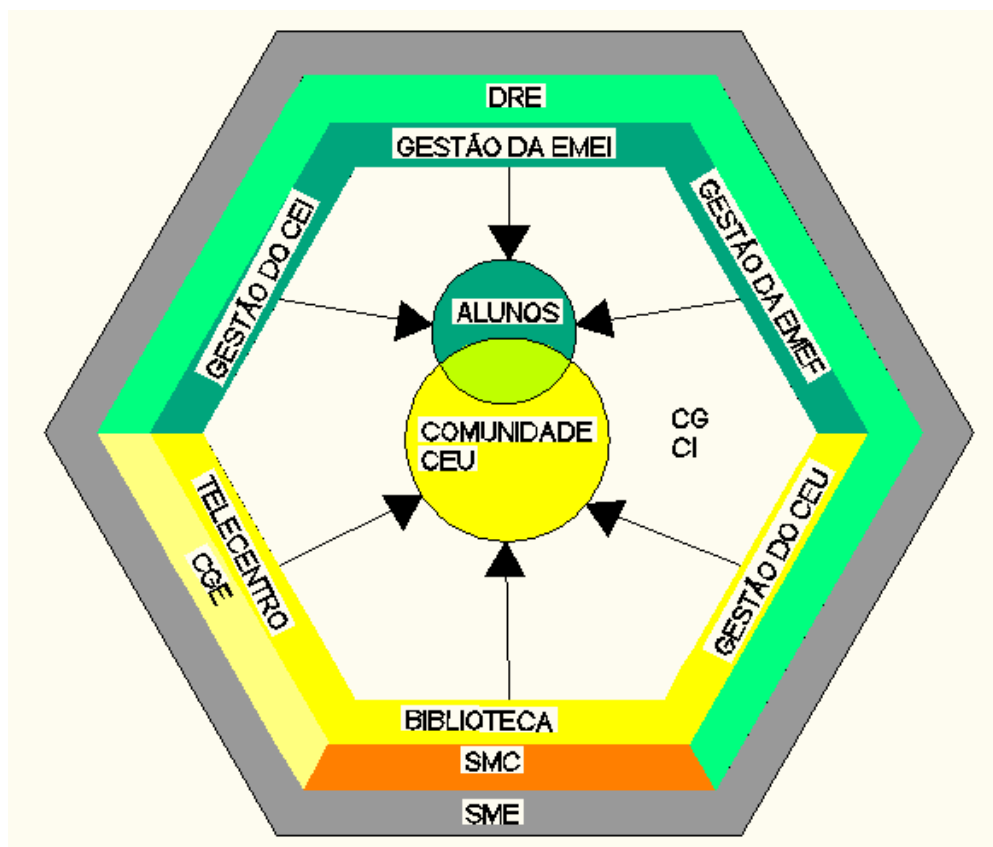 DRE
GESTÃO DA EMEI
GESTÃO DO CEI
GESTÃO DA EMEF
ALUNOS
COMUNIDADE
CEU
CG
CI
TELECENTRO
CGE
GESTÃO DO CEU
BIBLIOTECA
SMC
SME